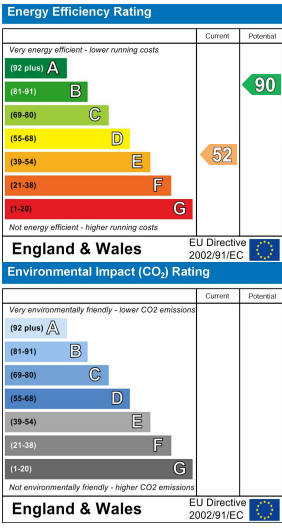 Energy Efficiency Rating
Current Potential
Very energy efficient - lower running costs
(92 plus) A
(81-91) B
90
(69-80) C
(55-68) D
(39-54) E
52
(21-38) F
(1-20) G
Not energy efficient - higher running costs
England & Wales
EU Directive
2002/91/EC
Environmental Impact (CO₂) Rating
Current Potential
Very environmentally friendly - lower CO2 emissions
(92 plus) A
(81-91) B
(69-80) C
(55-68) D
(39-54) E
(21-38) F
(1-20) G
Not environmentally friendly - higher CO2 emissions
England & Wales
EU Directive
2002/91/EC